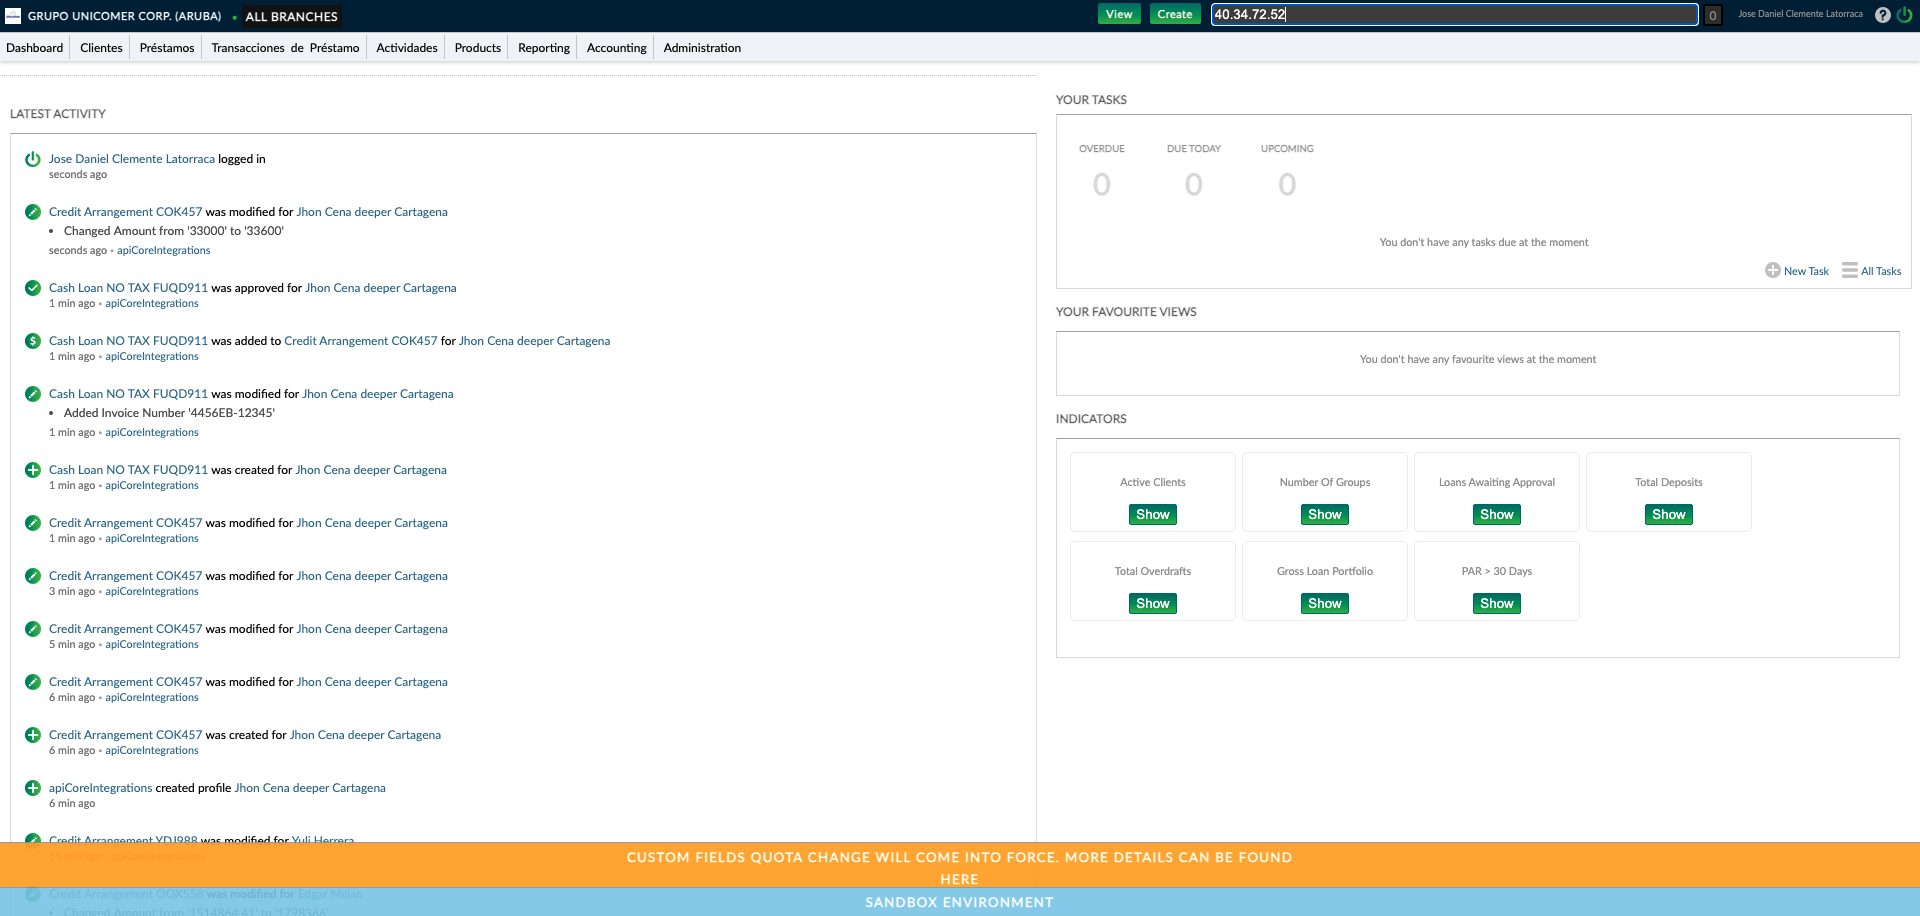 GRUPO UNICOMER CORP. (ARUBA) • ALL BRANCHES
View Create 40.34.72.52 0 Jose Daniel Clemente Latorraca ?
Dashboard Clientes Préstamos Transacciones de Préstamo Actividades Products Reporting Accounting Administration
LATEST ACTIVITY
Jose Daniel Clemente Latorraca logged in
seconds ago
Credit Arrangement COK457 was modified for Jhon Cena deeper Cartagena
• Changed Amount from '33000' to '33600'
seconds ago • apiCoreIntegrations
Cash Loan NO TAX FUQD911 was approved for Jhon Cena deeper Cartagena
1 min ago • apiCoreIntegrations
Cash Loan NO TAX FUQD911 was added to Credit Arrangement COK457 for Jhon Cena deeper Cartagena
1 min ago • apiCoreIntegrations
Cash Loan NO TAX FUQD911 was modified for Jhon Cena deeper Cartagena
• Added Invoice Number '4456EB-12345'
1 min ago • apiCoreIntegrations
Cash Loan NO TAX FUQD911 was created for Jhon Cena deeper Cartagena
1 min ago • apiCoreIntegrations
Credit Arrangement COK457 was modified for Jhon Cena deeper Cartagena
1 min ago • apiCoreIntegrations
Credit Arrangement COK457 was modified for Jhon Cena deeper Cartagena
3 min ago • apiCoreIntegrations
Credit Arrangement COK457 was modified for Jhon Cena deeper Cartagena
5 min ago • apiCoreIntegrations
Credit Arrangement COK457 was modified for Jhon Cena deeper Cartagena
6 min ago • apiCoreIntegrations
Credit Arrangement COK457 was created for Jhon Cena deeper Cartagena
6 min ago • apiCoreIntegrations
apiCoreIntegrations created profile Jhon Cena deeper Cartagena
6 min ago
Credit Arrangement YDJ988 was modified for Yuli Herrera
15 min ago • apiCoreIntegrations
Credit Arrangement OQX558 was modified for Edgar Milian
• Changed Amount from '1514864.41' to '1798366'
YOUR TASKS
OVERDUE DUE TODAY UPCOMING
0 0 0
You don't have any tasks due at the moment
New Task All Tasks
YOUR FAVOURITE VIEWS
You don't have any favourite views at the moment
INDICATORS
Active Clients Number Of Groups Loans Awaiting Approval Total Deposits
Show Show Show Show
Total Overdrafts Gross Loan Portfolio PAR > 30 Days
Show Show Show
CUSTOM FIELDS QUOTA CHANGE WILL COME INTO FORCE. MORE DETAILS CAN BE FOUND
HERE
SANDBOX ENVIRONMENT